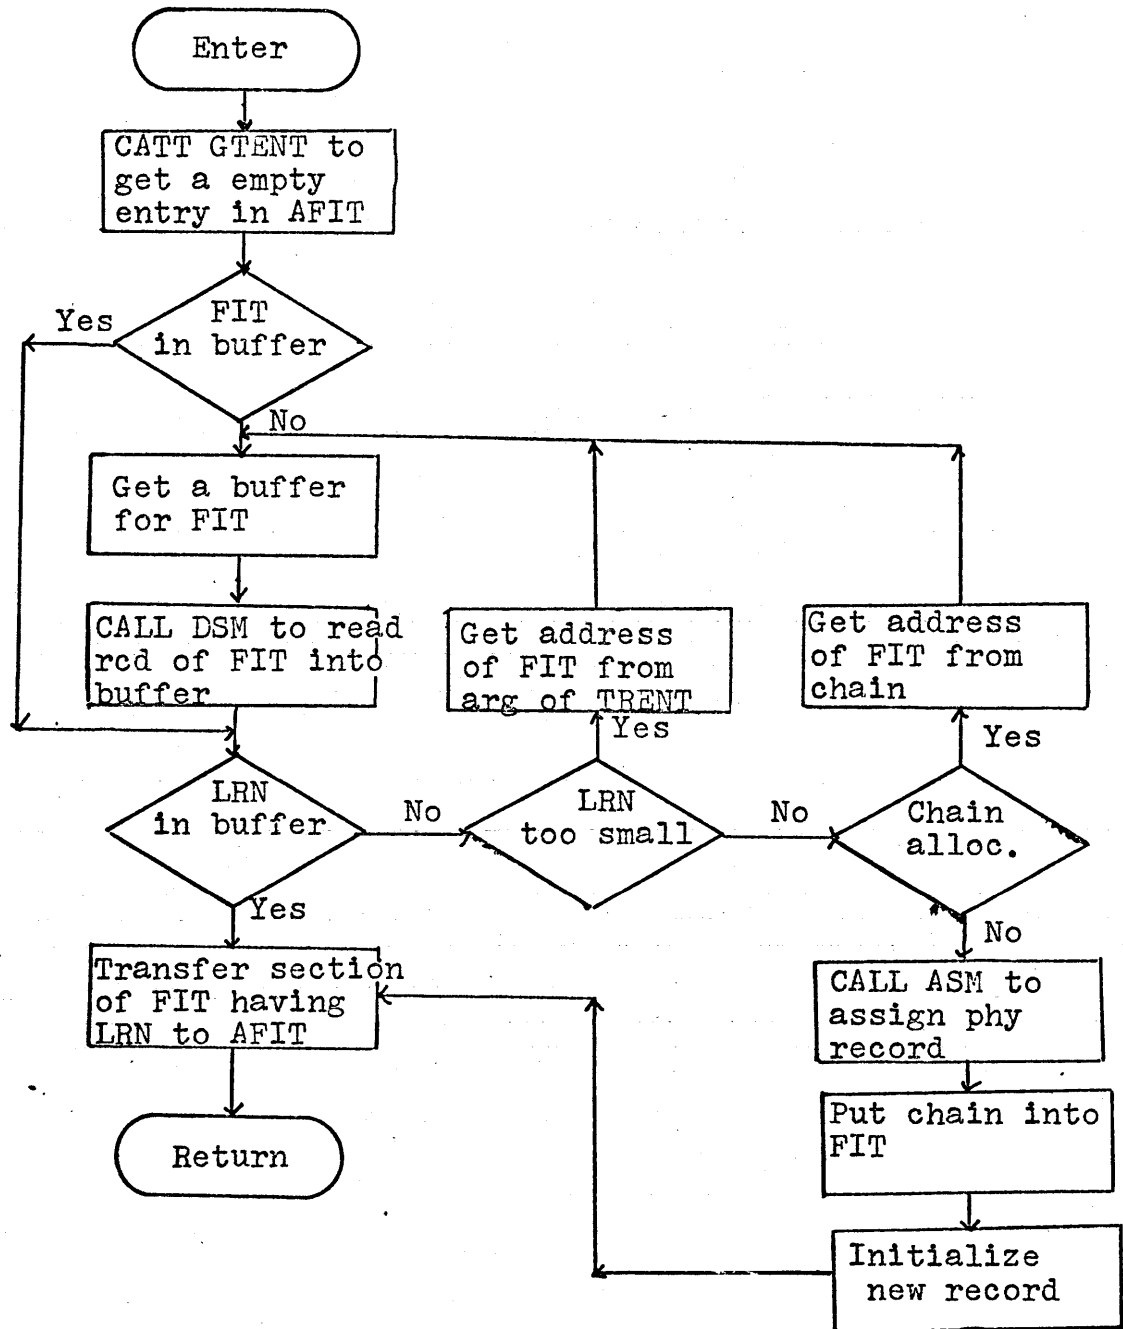 Enter
CATT GTENT to
get a empty
entry in AFIT
FIT
in buffer
Yes
No
Get a buffer
for FIT
CALL DSM to read
rcd of FIT into
buffer
Get address
of FIT from
arg of TRENT
Get address
of FIT from
chain
Yes
Yes
LRN
in buffer
No
LRN
too small
No
Chain
alloc.
Yes
No
Transfer section
of FIT having
LRN to AFIT
CALL ASM to
assign phy
record
Put chain into
FIT
Return
Initialize
new record